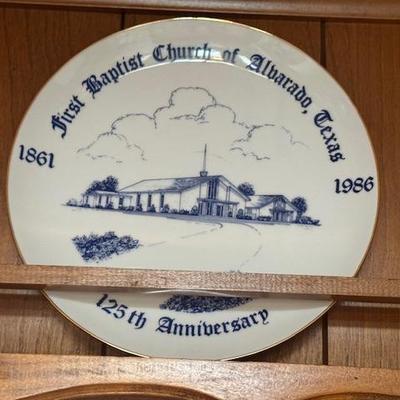 First Baptist Church of Alvarado, Texas
1861
1986
125th Anniversary